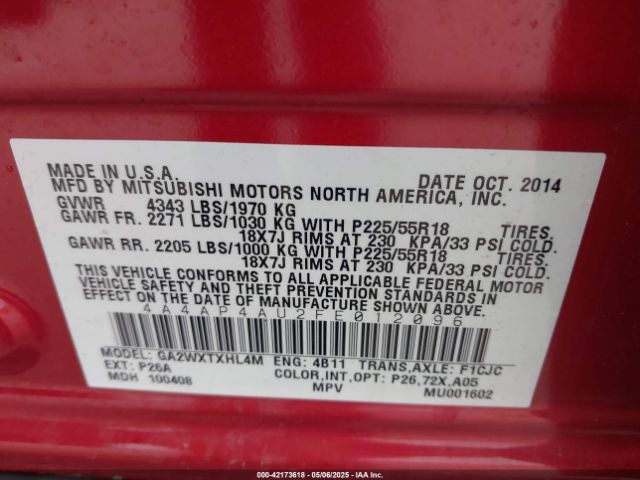 MADE IN U.S.A. DATE OCT. 2014
MFD BY MITSUBISHI MOTORS NORTH AMERICA, INC.
GVWR 4343 LBS/1970 KG
GAWR FR. 2271 LBS/1030 KG WITH P225/55R18 TIRES.
18X7J RIMS AT 230 KPA/33 PSI COLD.
GAWR RR. 2205 LBS/1000 KG WITH P225/55R18 TIRES.
18X7J RIMS AT 230 KPA/33 PSI COLD.
THIS VEHICLE CONFORMS TO ALL APPLICABLE FEDERAL MOTOR
VEHICLE SAFETY AND THEFT PREVENTION STANDARDS IN
EFFECT ON THE DATE OF MANUFACTURE SHOWN ABOVE.
4A4AP4AU2FE012096
MODEL: GA2WXTXHL4M ENG: 4B11 TRANS,AXLE: F1CJC
EXT: P26A COLOR,INT,OPT: P26,72X,A05
MDH 100408 MPV MU001602
000-42173618 - 05/06/2025 - IAA Inc.